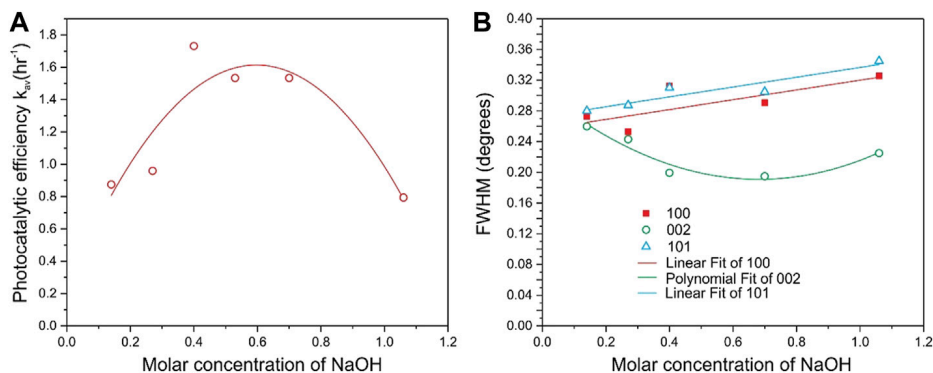 A
Photocatalytic efficiency kav(hr-1)
1.8
1.6
1.4
1.2
1.0
0.8
0.6
0.4
0.2
0.0
0.0 0.2 0.4 0.6 0.8 1.0 1.2
Molar concentration of NaOH
B
FWHM (degrees)
0.40
0.36
0.32
0.28
0.24
0.20
0.16
0.12
0.08
0.04
0.00
100
002
101
Linear Fit of 100
Polynomial Fit of 002
Linear Fit of 101
0.0 0.2 0.4 0.6 0.8 1.0 1.2
Molar concentration of NaOH